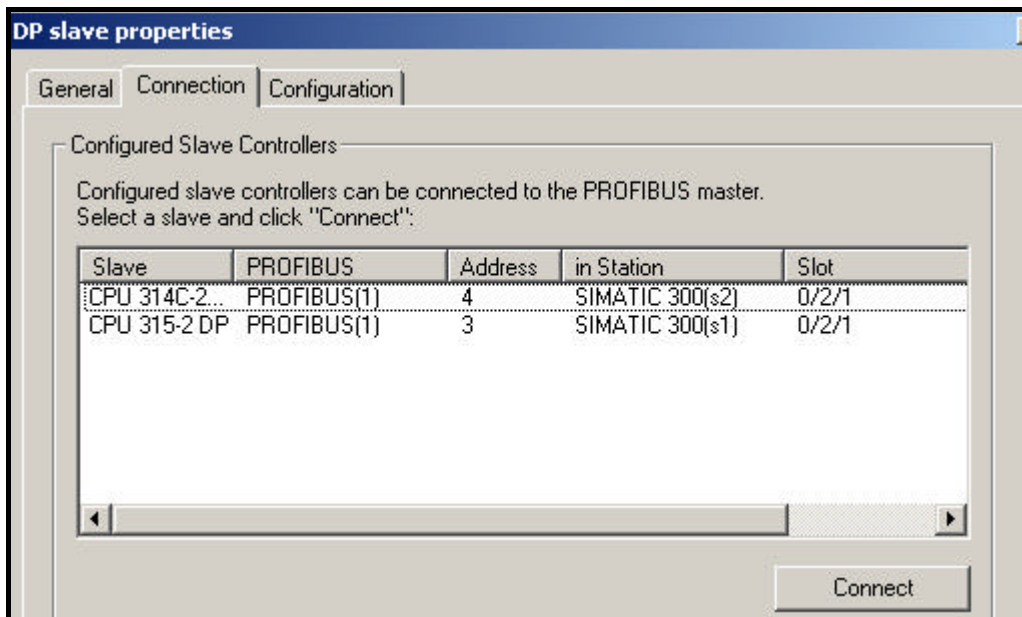 DP slave properties
General Connection Configuration
Configured Slave Controllers
Configured slave controllers can be connected to the PROFIBUS master.
Select a slave and click "Connect":
Slave PROFIBUS Address in Station Slot
CPU 314C-2... PROFIBUS(1) 4 SIMATIC 300(s2) 0/2/1
CPU 315-2 DP PROFIBUS(1) 3 SIMATIC 300(s1) 0/2/1
Connect